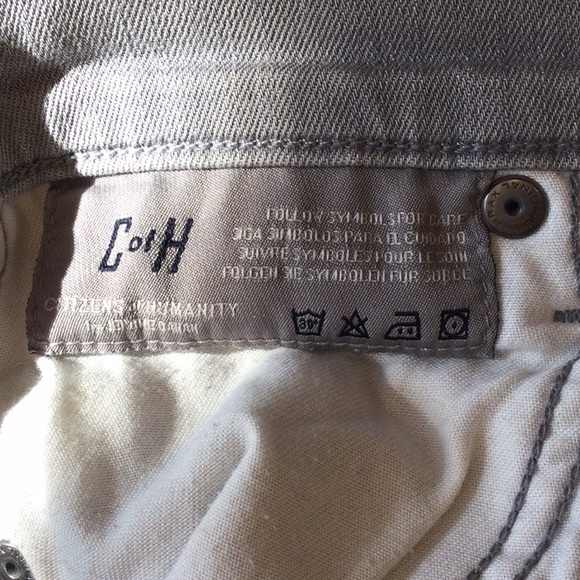 CofH
FOLLOW SYMBOLS FOR CARE
SIGA SIMBOLOS PARA EL CUIDADO
SUIVRE SYMBOLES POUR LE SOIN
FOLGEN SIE SYMBOLEN FUR SORGE
CITIZENS of HUMANITY
30°